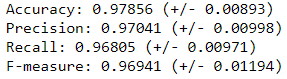 Accuracy: 0.97856 (+/- 0.00893)
Precision: 0.97041 (+/- 0.00998)
Recall: 0.96805 (+/- 0.00971)
F-measure: 0.96941 (+/- 0.01194)